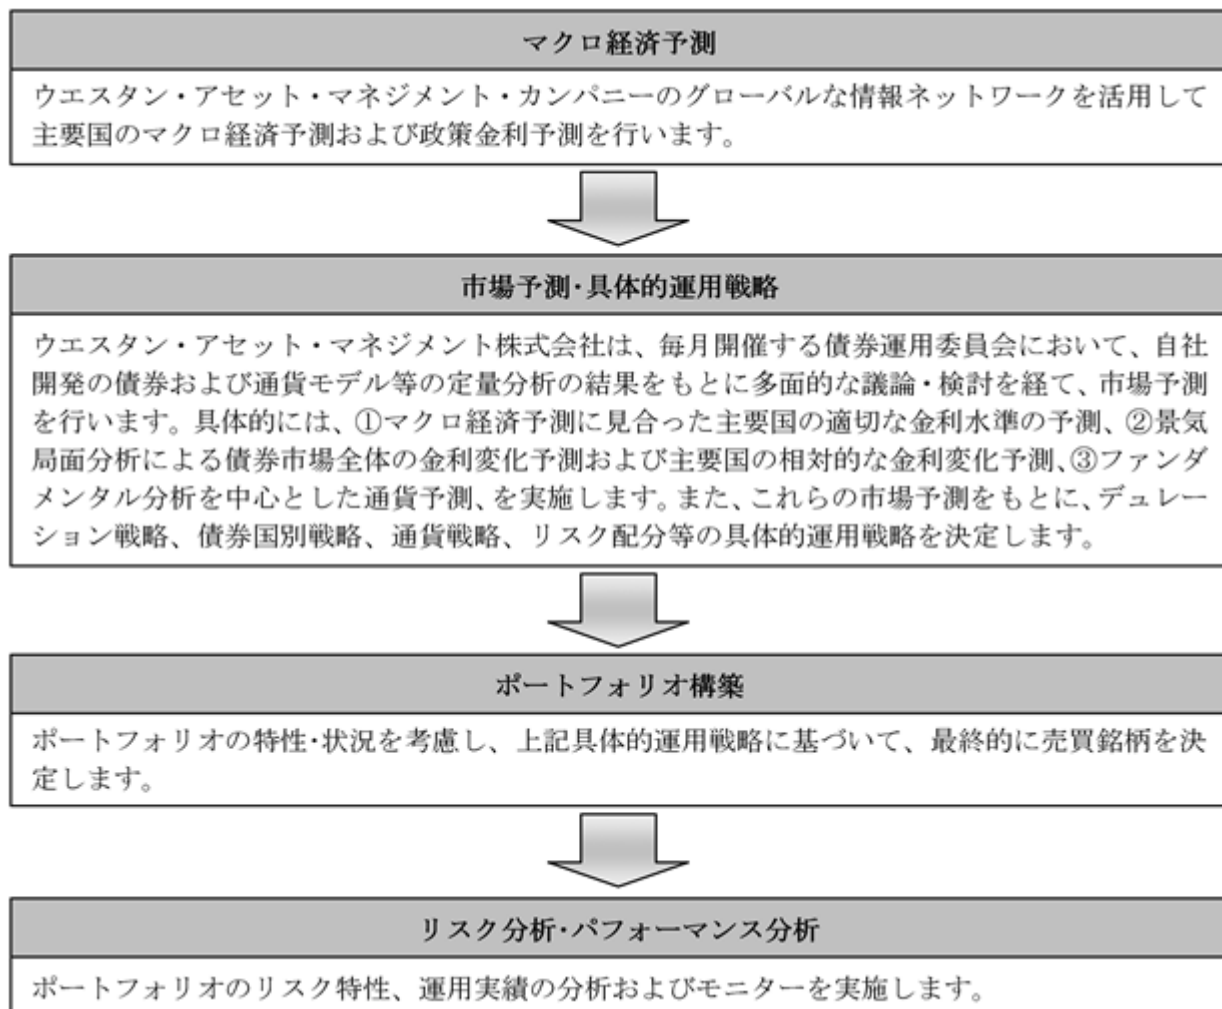 マクロ経済予測
ウエスタン・アセット・マネジメント・カンパニーのグローバルな情報ネットワークを活用して
主要国のマクロ経済予測および政策金利予測を行います。
市場予測･具体的運用戦略
ウエスタン・アセット・マネジメント株式会社は、毎月開催する債券運用委員会において、自社
開発の債券および通貨モデル等の定量分析の結果をもとに多面的な議論・検討を経て、市場予測
を行います。具体的には、①マクロ経済予測に見合った主要国の適切な金利水準の予測、②景気
局面分析による債券市場全体の金利変化予測および主要国の相対的な金利変化予測、③ファンダ
メンタル分析を中心とした通貨予測、を実施します。また、これらの市場予測をもとに、デュレー
ション戦略、債券国別戦略、通貨戦略、リスク配分等の具体的運用戦略を決定します。
ポートフォリオ構築
ポートフォリオの特性･状況を考慮し、上記具体的運用戦略に基づいて、最終的に売買銘柄を決
定します。
リスク分析･パフォーマンス分析
ポートフォリオのリスク特性、運用実績の分析およびモニターを実施します。